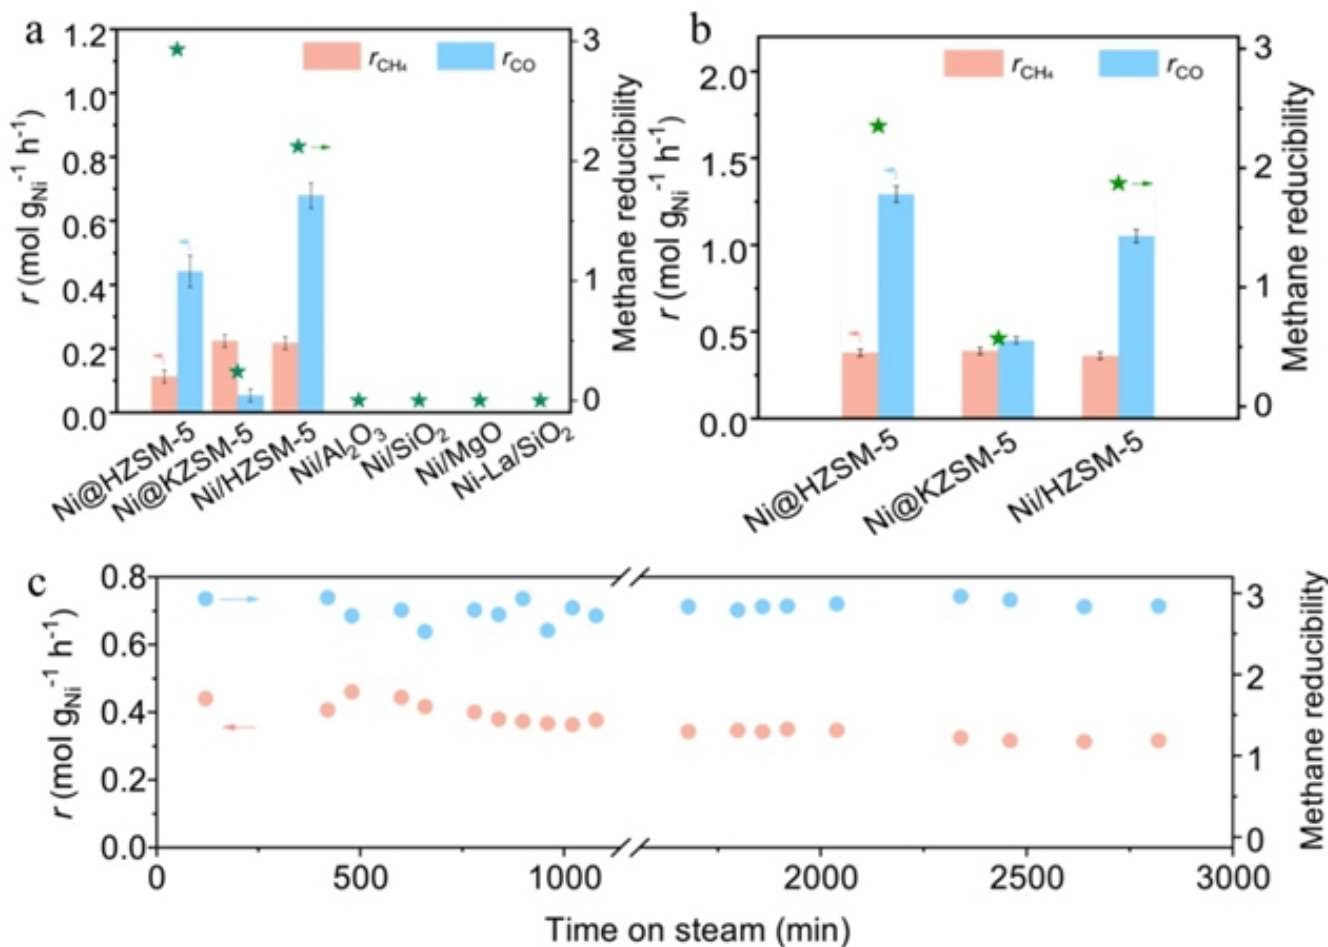 a
r_CH₄
r_CO
1.2
1.0
0.8
0.6
0.4
0.2
0.0
r (mol g_Ni⁻¹ h⁻¹)
3
2
1
0
Methane reducibility
Ni@HZSM-5
Ni@KZSM-5
Ni/HZSM-5
Ni/Al₂O₃
Ni/SiO₂
Ni/MgO
Ni-La/SiO₂
b
r_CH₄
r_CO
2.0
1.5
1.0
0.5
0.0
r (mol g_Ni⁻¹ h⁻¹)
3
2
1
0
Methane reducibility
Ni@HZSM-5
Ni@KZSM-5
Ni/HZSM-5
c
0.8
0.6
0.4
0.2
0.0
r (mol g_Ni⁻¹ h⁻¹)
3
2
1
0
Methane reducibility
0 500 1000 2000 2500 3000
Time on steam (min)